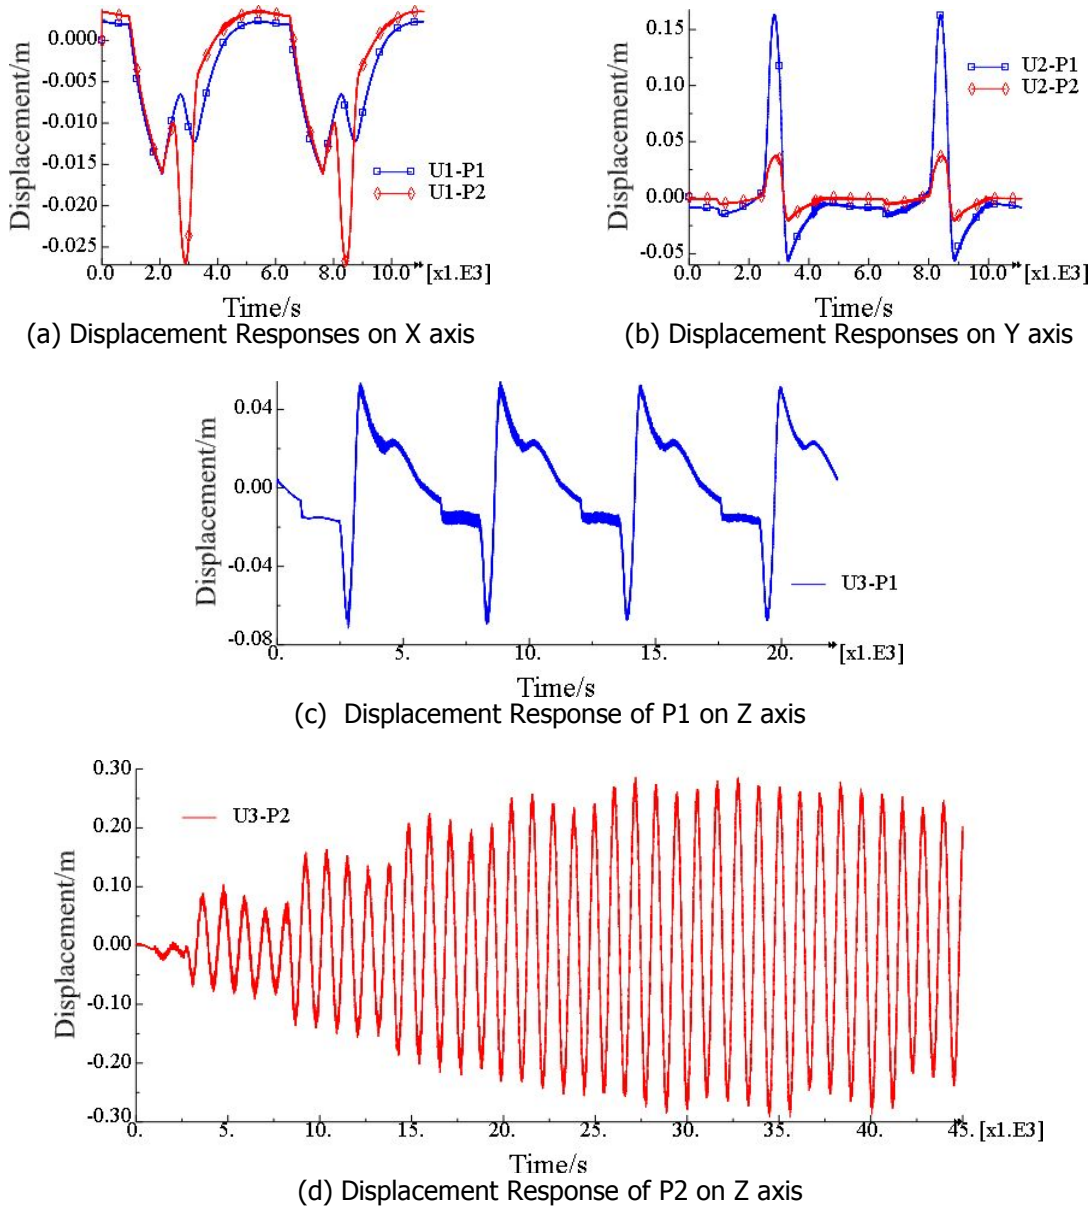 0.000
-0.005
-0.010
-0.015
-0.020
-0.025
Displacement/m
U1-P1
U1-P2
0.0 2.0 4.0 6.0 8.0 10.0 [x1.E3]
Time/s
(a) Displacement Responses on X axis
0.15
0.10
0.05
0.00
-0.05
Displacement/m
U2-P1
U2-P2
0.0 2.0 4.0 6.0 8.0 10.0 [x1.E3]
Time/s
(b) Displacement Responses on Y axis
0.04
0.00
-0.04
-0.08
Displacement/m
U3-P1
0. 5. 10. 15. 20. [x1.E3]
Time/s
(c) Displacement Response of P1 on Z axis
0.30
0.20
0.10
0.00
-0.10
-0.20
-0.30
Displacement/m
U3-P2
0. 5. 10. 15. 20. 25. 30. 35. 40. 45. [x1.E3]
Time/s
(d) Displacement Response of P2 on Z axis